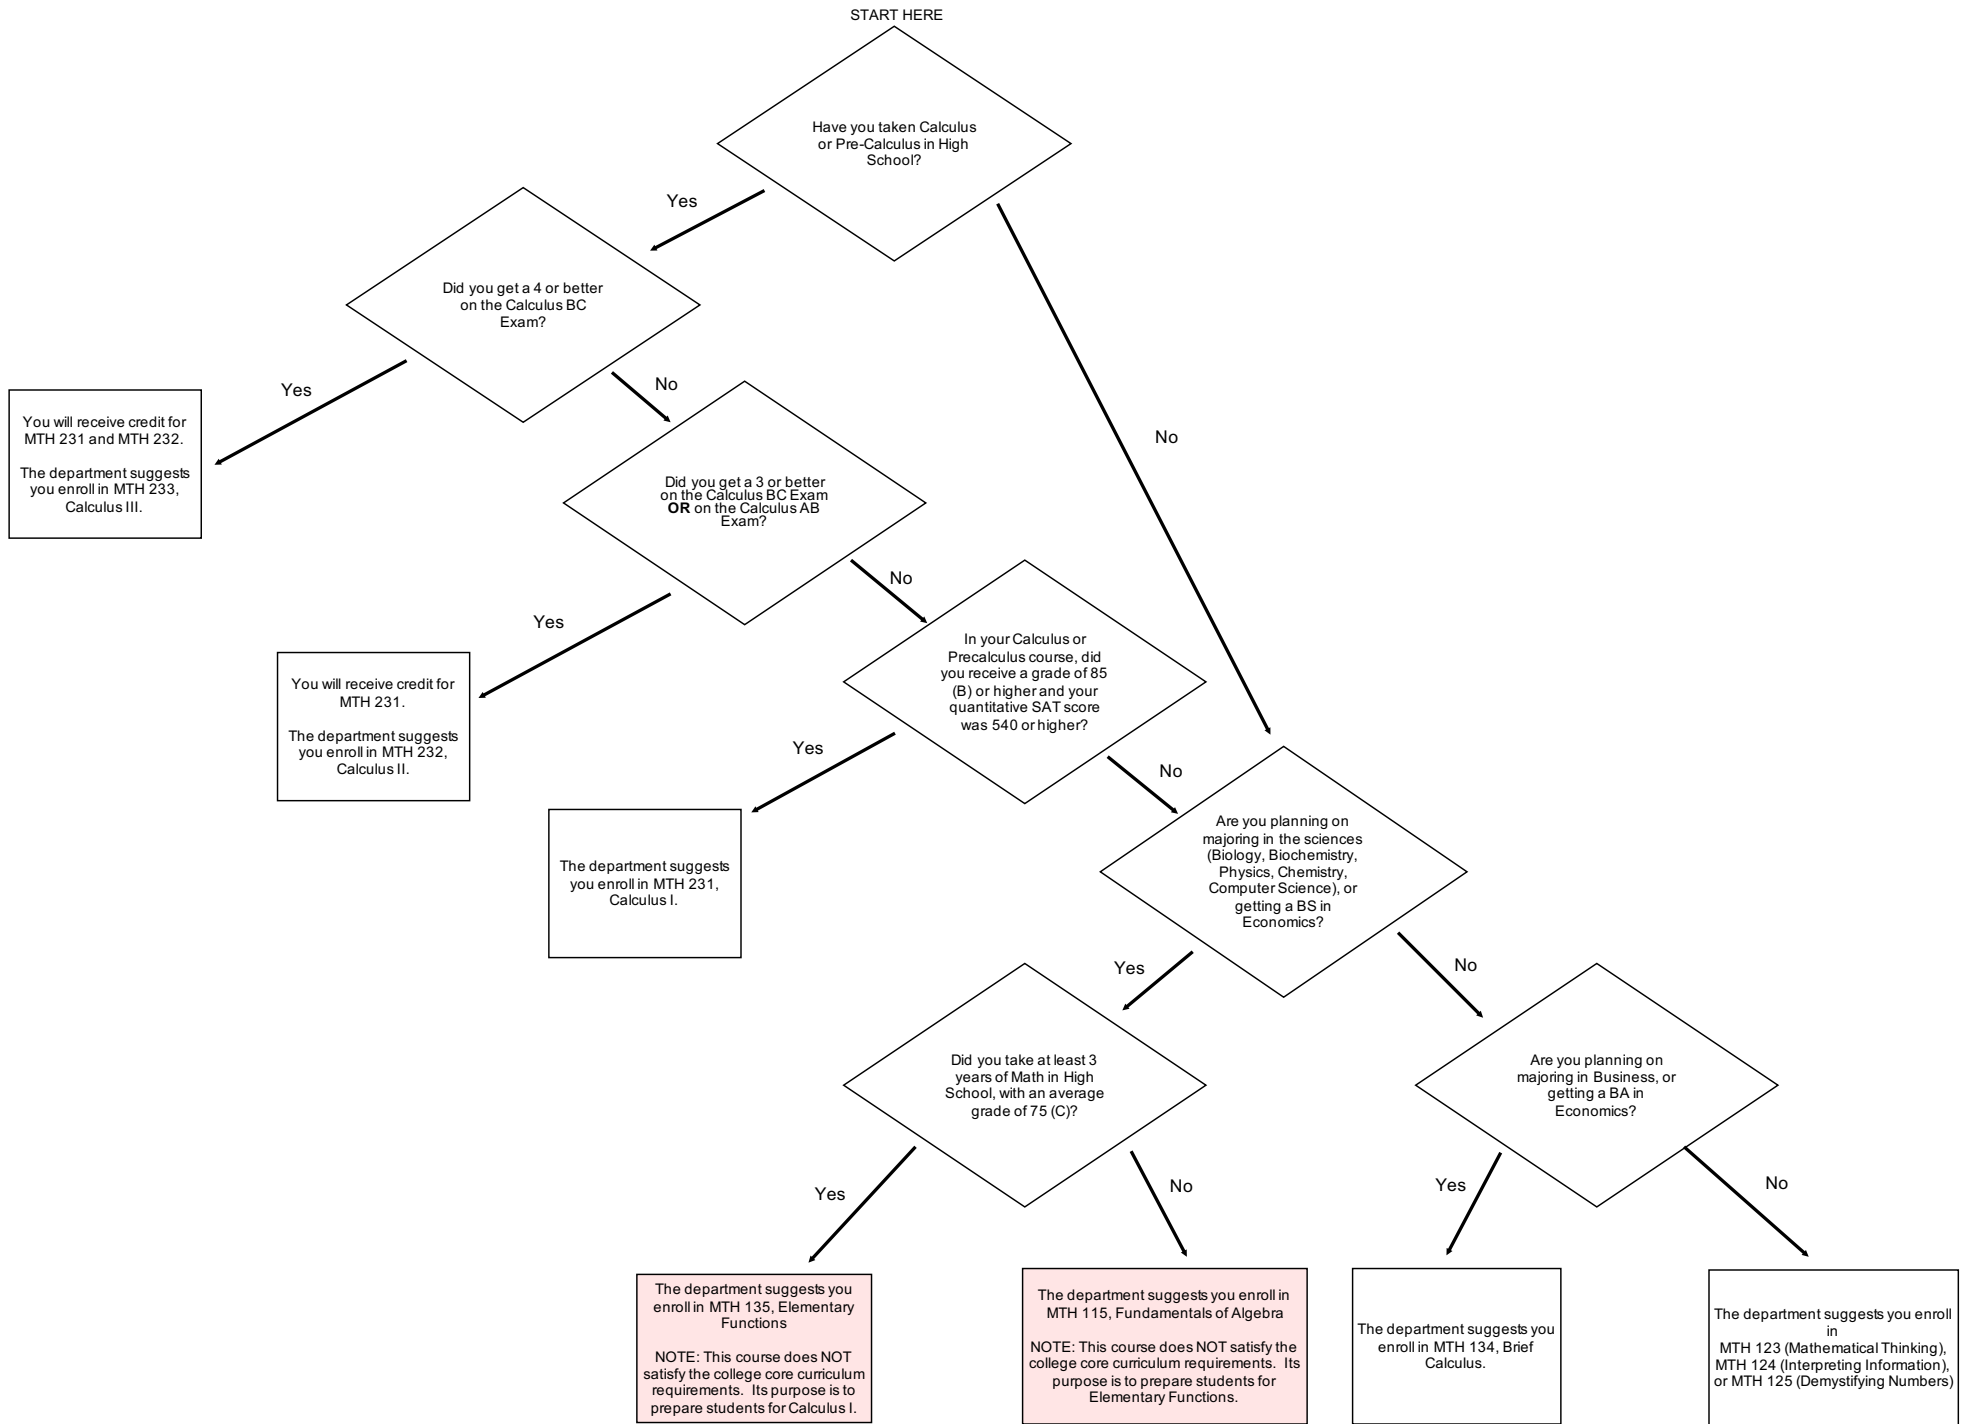 START HERE
Have you taken Calculus
or Pre-Calculus in High
School?
Yes
No
Did you get a 4 or better
on the Calculus BC
Exam?
Yes
No
You will receive credit for
MTH 231 and MTH 232.
The department suggests
you enroll in MTH 233,
Calculus III.
Did you get a 3 or better
on the Calculus BC Exam
OR on the Calculus AB
Exam?
Yes
No
You will receive credit for
MTH 231.
The department suggests
you enroll in MTH 232,
Calculus II.
In your Calculus or
Precalculus course, did
you receive a grade of 85
(B) or higher and your
quantitative SAT score
was 540 or higher?
Yes
No
The department suggests
you enroll in MTH 231,
Calculus I.
Are you planning on
majoring in the sciences
(Biology, Biochemistry,
Physics, Chemistry,
Computer Science), or
getting a BS in
Economics?
Yes
No
Did you take at least 3
years of Math in High
School, with an average
grade of 75 (C)?
Yes
No
Are you planning on
majoring in Business, or
getting a BA in
Economics?
Yes
No
The department suggests you
enroll in MTH 135, Elementary
Functions
NOTE: This course does NOT
satisfy the college core curriculum
requirements. Its purpose is to
prepare students for Calculus I.
The department suggests you enroll in
MTH 115, Fundamentals of Algebra
NOTE: This course does NOT satisfy the
college core curriculum requirements. Its
purpose is to prepare students for
Elementary Functions.
The department suggests you
enroll in MTH 134, Brief
Calculus.
The department suggests you enroll
in
MTH 123 (Mathematical Thinking),
MTH 124 (Interpreting Information),
or MTH 125 (Demystifying Numbers)